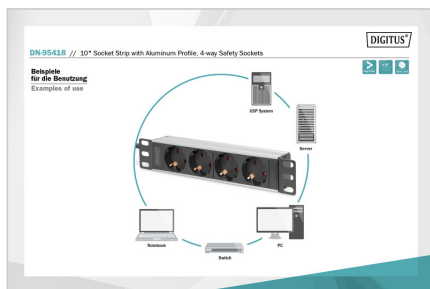 DIGITUS®
DN-95418 // 10" Socket Strip with Aluminum Profile, 4-way Safety Sockets
Beispiele
für die Benutzung
Examples of use
USP System
Server
Notebook
Switch
PC